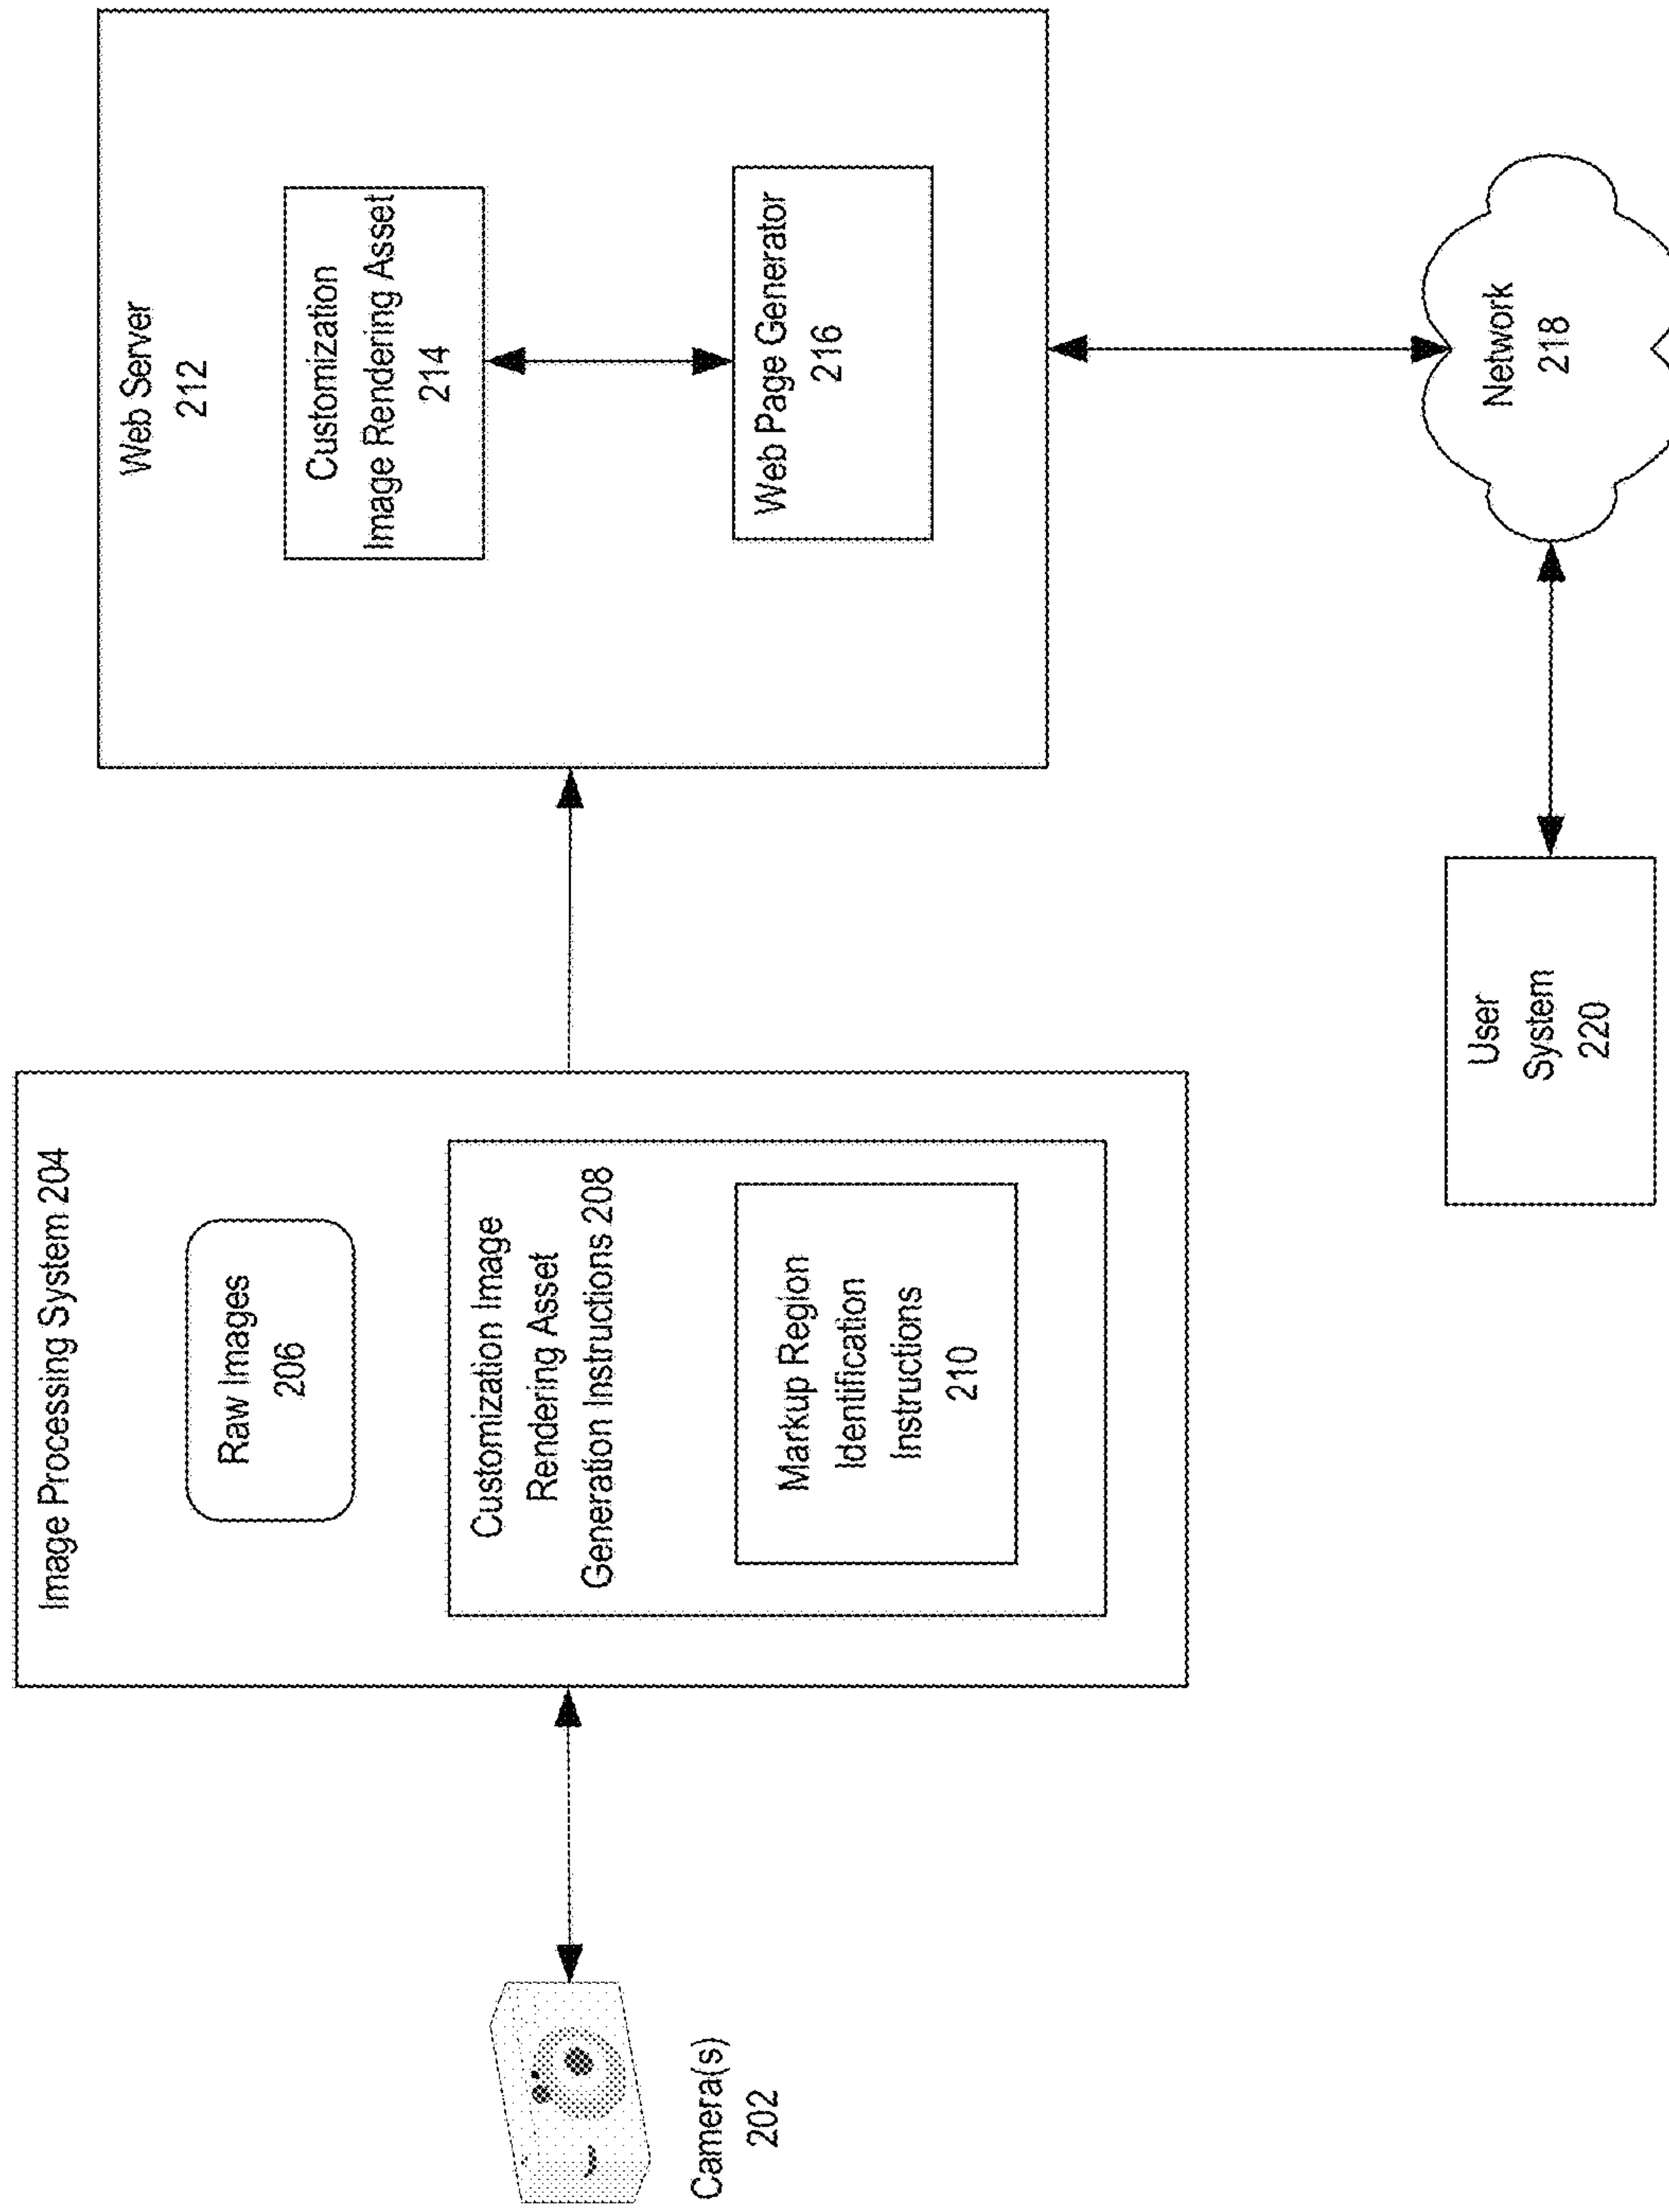 Camera(s)
202
Image Processing System 204
Raw Images
206
Customization Image
Rendering Asset
Generation Instructions 208
Markup Region
Identification
Instructions
210
Web Server
212
Customization
Image Rendering Asset
214
Web Page Generator
216
User
System
220
Network
218